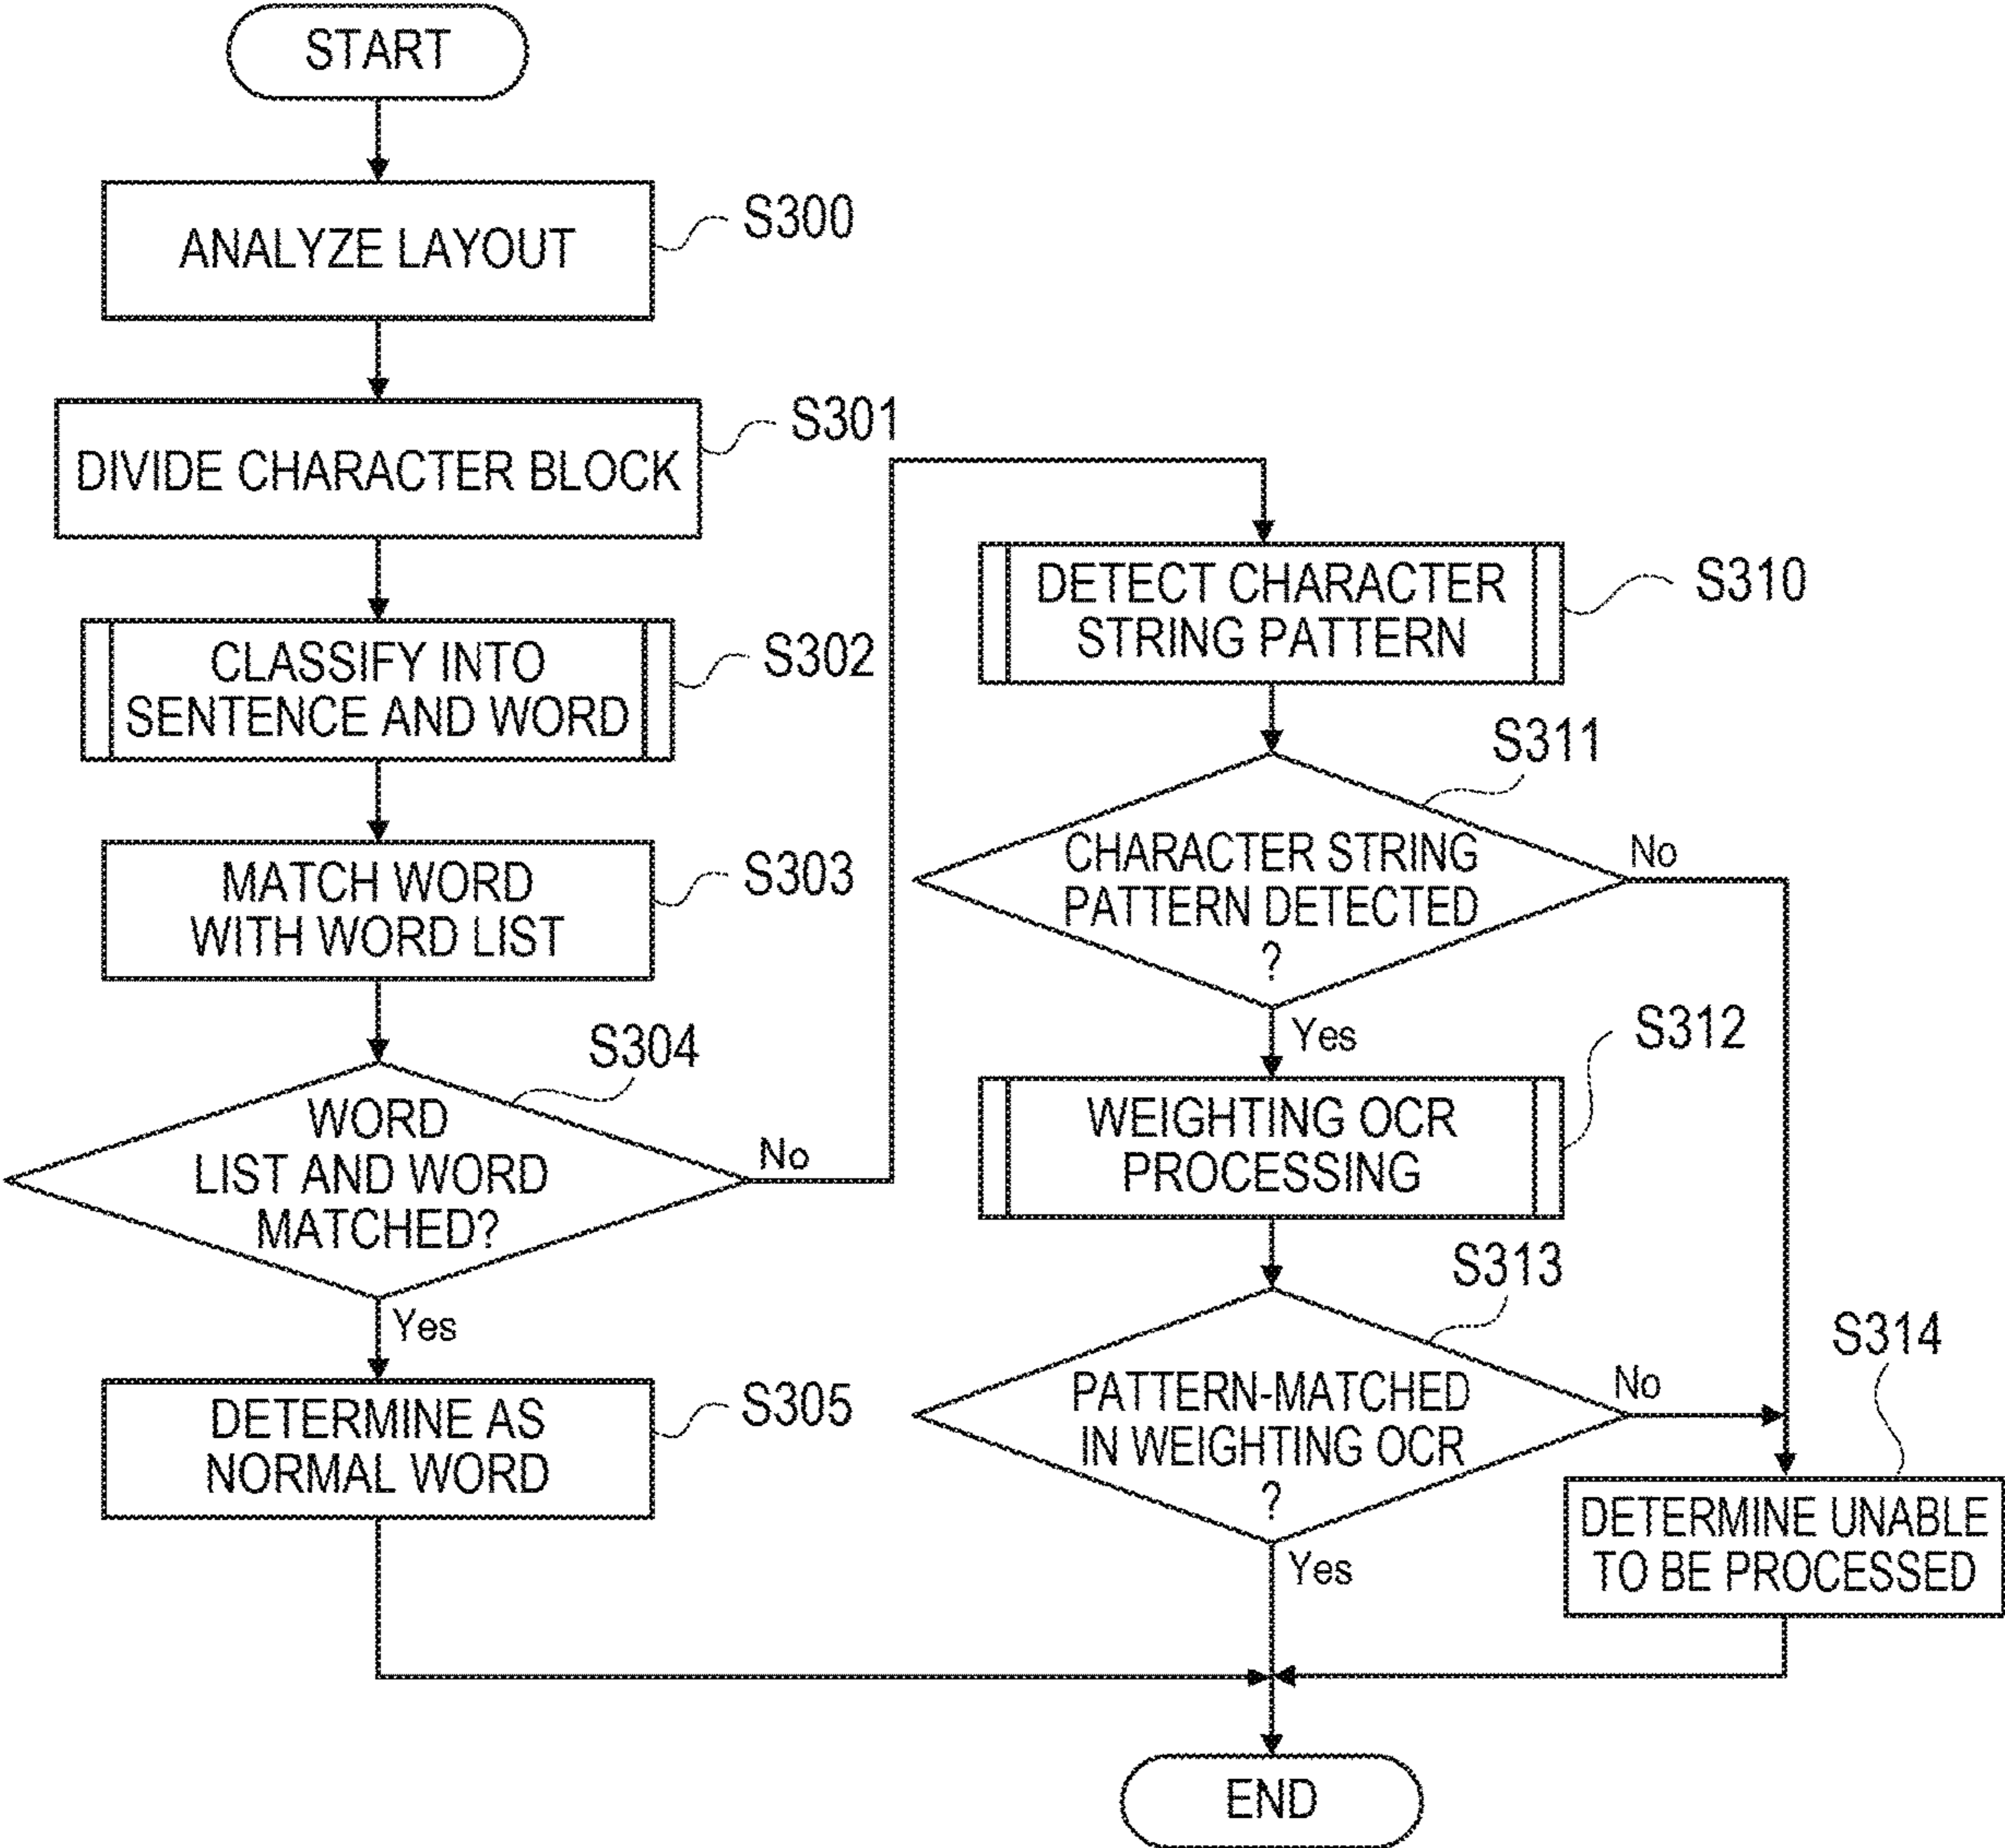 START
ANALYZE LAYOUT
S300
DIVIDE CHARACTER BLOCK
S301
CLASSIFY INTO
SENTENCE AND WORD
S302
MATCH WORD
WITH WORD LIST
S303
WORD
LIST AND WORD
MATCHED?
S304
No
Yes
DETERMINE AS
NORMAL WORD
S305
DETECT CHARACTER
STRING PATTERN
S310
CHARACTER STRING
PATTERN DETECTED
?
S311
No
Yes
WEIGHTING OCR
PROCESSING
S312
PATTERN-MATCHED
IN WEIGHTING OCR
?
S313
No
Yes
DETERMINE UNABLE
TO BE PROCESSED
S314
END